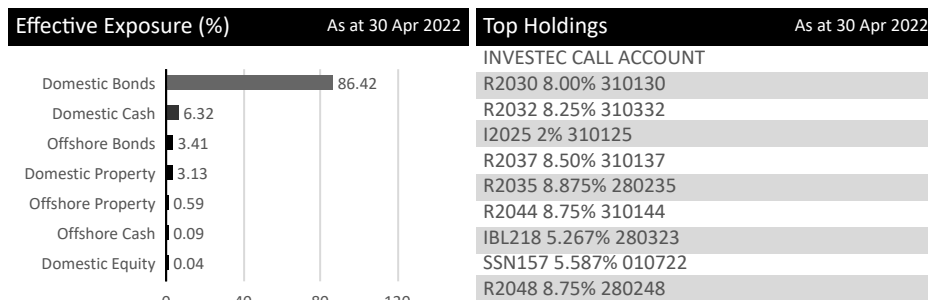 Effective Exposure (%) As at 30 Apr 2022
Domestic Bonds 86.42
Domestic Cash 6.32
Offshore Bonds 3.41
Domestic Property 3.13
Offshore Property 0.59
Offshore Cash 0.09
Domestic Equity 0.04
0 40 80 120
Top Holdings As at 30 Apr 2022
INVESTEC CALL ACCOUNT
R2030 8.00% 310130
R2032 8.25% 310332
I2025 2% 310125
R2037 8.50% 310137
R2035 8.875% 280235
R2044 8.75% 310144
IBL218 5.267% 280323
SSN157 5.587% 010722
R2048 8.75% 280248